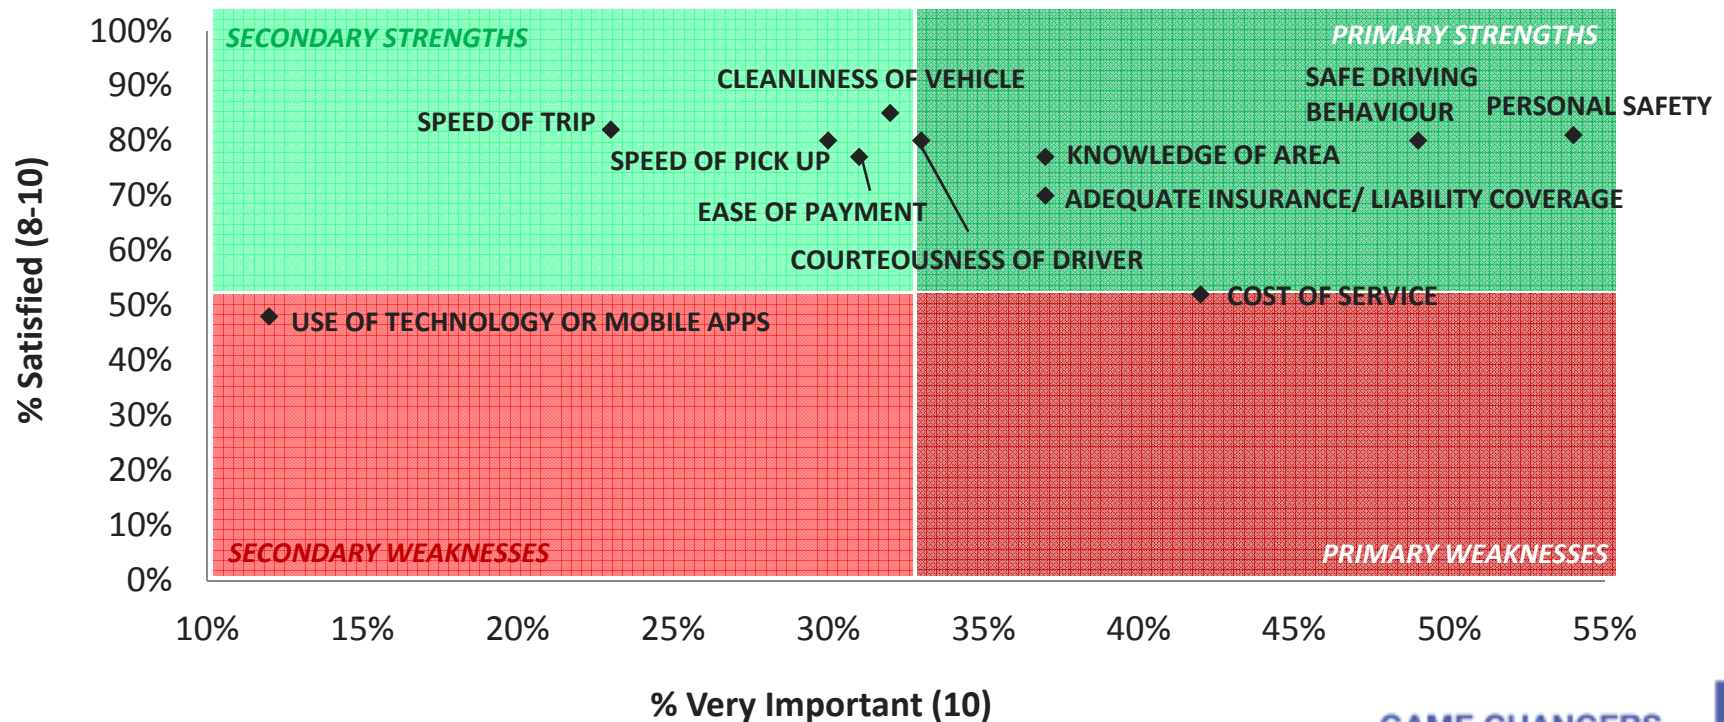 100%
90%
80%
70%
60%
50%
40%
30%
20%
10%
0%
% Satisfied (8-10)
SECONDARY STRENGTHS
PRIMARY STRENGTHS
CLEANLINESS OF VEHICLE
SAFE DRIVING
BEHAVIOUR
PERSONAL SAFETY
SPEED OF TRIP
SPEED OF PICK UP
KNOWLEDGE OF AREA
ADEQUATE INSURANCE/ LIABILITY COVERAGE
EASE OF PAYMENT
COURTEOUSNESS OF DRIVER
COST OF SERVICE
USE OF TECHNOLOGY OR MOBILE APPS
SECONDARY WEAKNESSES
PRIMARY WEAKNESSES
10% 15% 20% 25% 30% 35% 40% 45% 50% 55%
% Very Important (10)
GAME CHANGERS